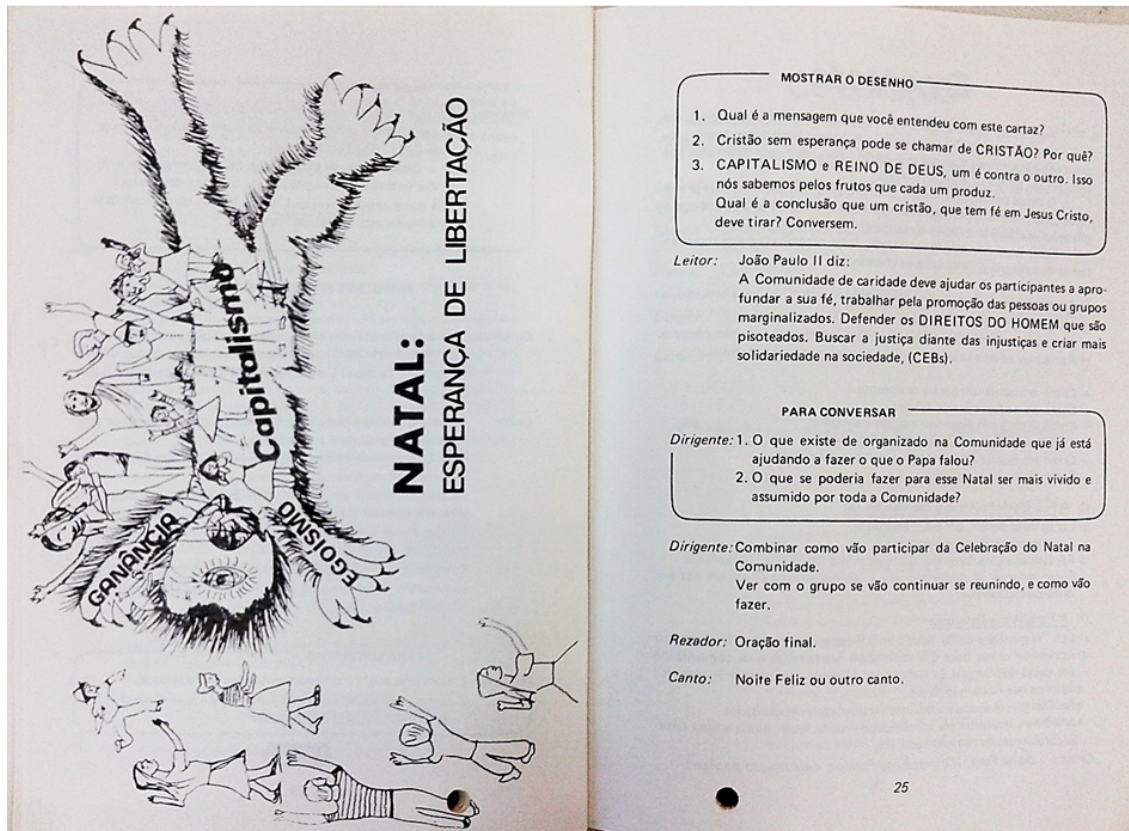 GANÂNCIA
EGOISMO
Capitalismo
NATAL:
ESPERANÇA DE LIBERTAÇÃO
MOSTRAR O DESENHO
1. Qual é a mensagem que você entendeu com este cartaz?
2. Cristão sem esperança pode se chamar de CRISTÃO? Por quê?
3. CAPITALISMO e REINO DE DEUS, um é contra o outro. Isso
nós sabemos pelos frutos que cada um produz.
Qual é a conclusão que um cristão, que tem fé em Jesus Cristo,
deve tirar? Conversem.
Leitor: João Paulo II diz:
A Comunidade de caridade deve ajudar os participantes a apro-
fundar a sua fé, trabalhar pela promoção das pessoas ou grupos
marginalizados. Defender os DIREITOS DO HOMEM que são
pisoteados. Buscar a justiça diante das injustiças e criar mais
solidariedade na sociedade, (CEBs).
PARA CONVERSAR
Dirigente: 1. O que existe de organizado na Comunidade que já está
ajudando a fazer o que o Papa falou?
2. O que se poderia fazer para esse Natal ser mais vivido e
assumido por toda a Comunidade?
Dirigente: Combinar como vão participar da Celebração do Natal na
Comunidade.
Ver com o grupo se vão continuar se reunindo, e como vão
fazer.
Rezador: Oração final.
Canto: Noite Feliz ou outro canto.
25